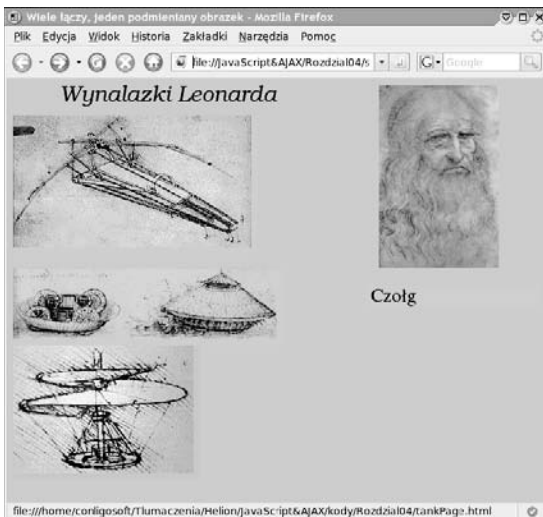 Wiele łączy, jeden podmieniany obrazek - Mozilla Firefox
Plik Edycja Widok Historia Zakładki Narzędzia Pomoc
file://JavaScript&AJAX/Rozdzial04/s
Google
Wynalazki Leonarda
Czołg
file:///home/conligosoft/Tlumaczenia/Helion/JavaScript&AJAX/kody/Rozdzial04/tankPage.html